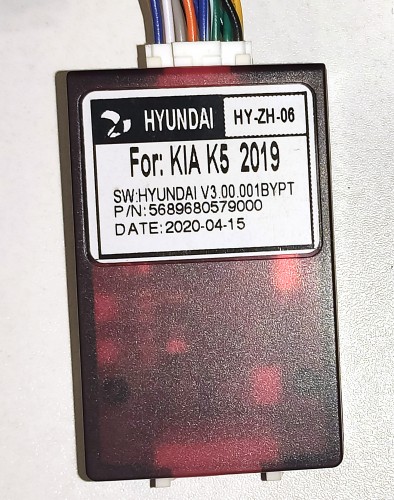 HYUNDAI HY-ZH-06
For: KIA K5 2019
SW:HYUNDAI V3.00.001BYPT
P/N:5689680579000
DATE:2020-04-15